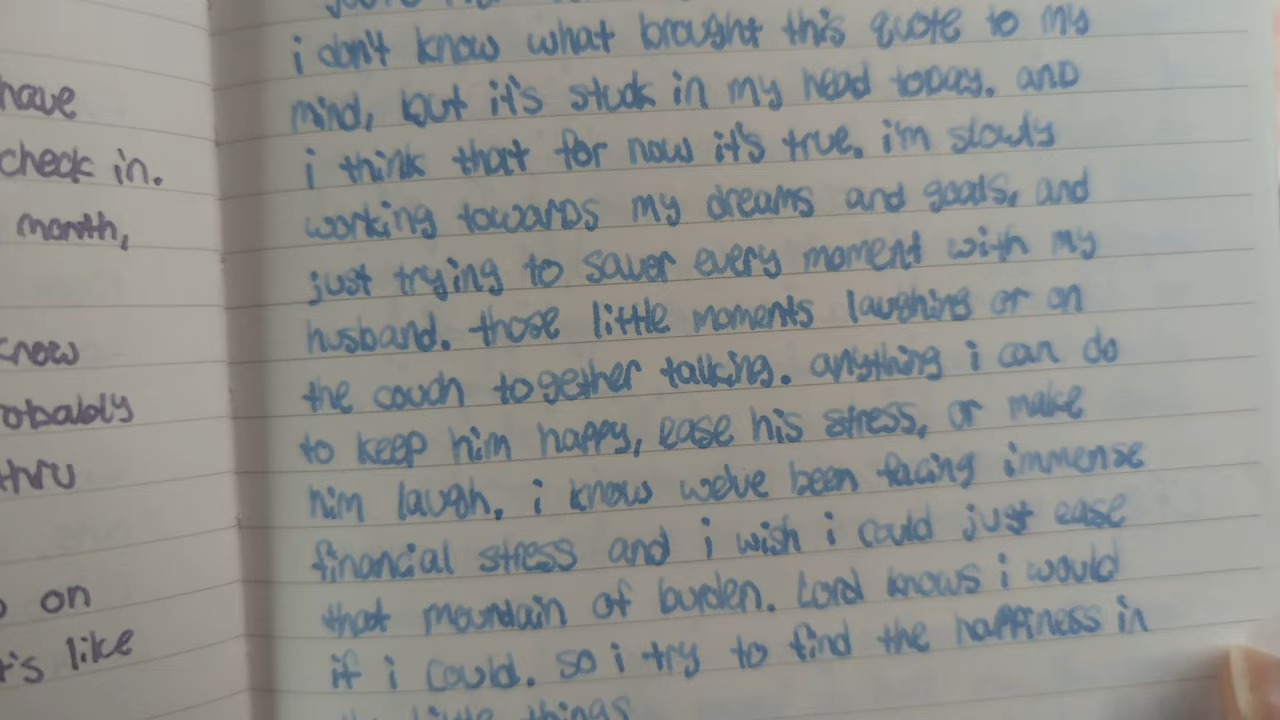 have
check in.
month,
know
probably
thru
on
it's like
i don't know what brought this quote to my
mind, but it's stuck in my head today. and
i think that for now it's true. i'm slowly
working towards my dreams and goals, and
just trying to saver every moment with my
husband. those little moments laughing or on
the couch together talking. anything i can do
to keep him happy, ease his stress, or make
him laugh. i know we've been facing immense
financial stress and i wish i could just ease
that mountain of burden. Lord knows i would
if i could. so i try to find the happiness in
the little things